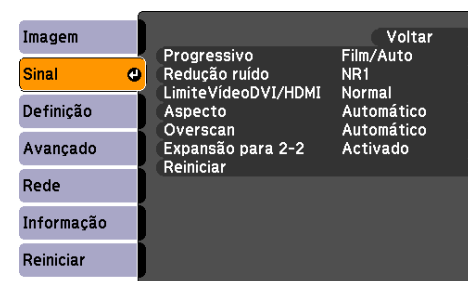 Imagem
Sinal
Definição
Avançado
Rede
Informação
Reiniciar
Voltar
Progressivo Film/Auto
Redução ruído NR1
LimiteVídeoDVI/HDMI Normal
Aspecto Automático
Overscan Automático
Expansão para 2-2 Activado
Reiniciar